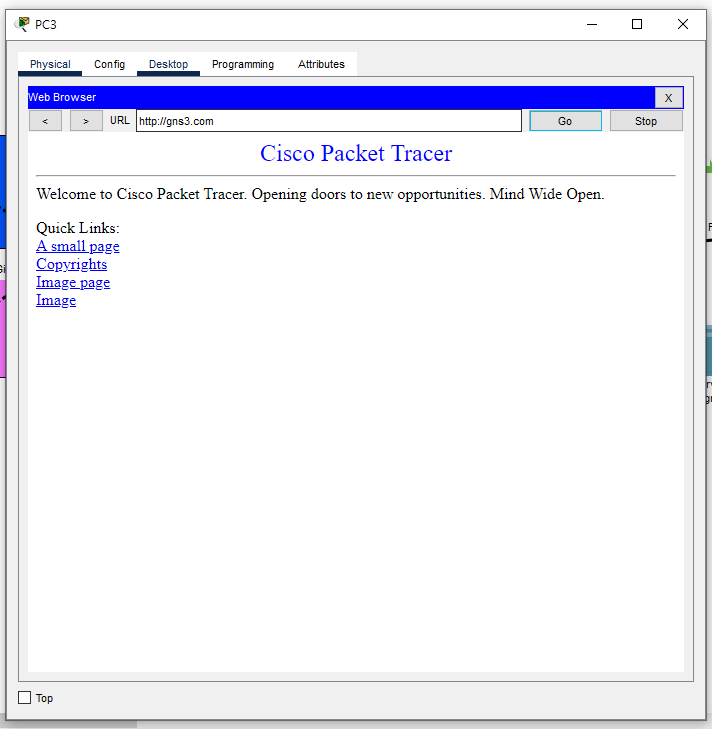 PC3
Physical Config Desktop Programming Attributes
Web Browser X
< > URL http://gns3.com Go Stop
Cisco Packet Tracer
Welcome to Cisco Packet Tracer. Opening doors to new opportunities. Mind Wide Open.
Quick Links:
A small page
Copyrights
Image page
Image
Top